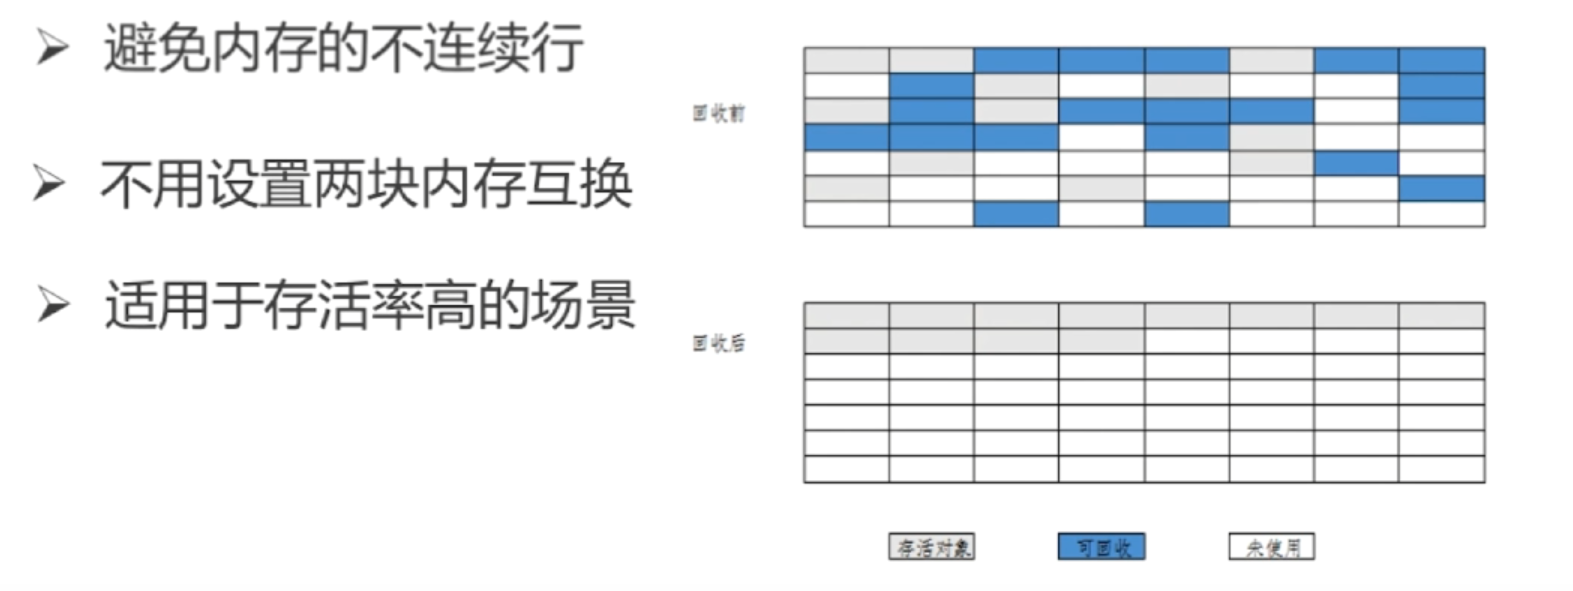 避免内存的不连续行
不用设置两块内存互换
适用于存活率高的场景
回收前
回收后
存活对象
可回收
未使用